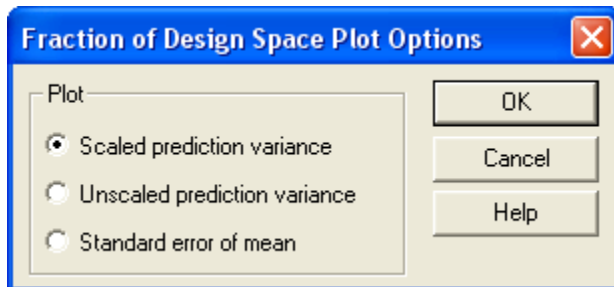 Fraction of Design Space Plot Options
Plot
Scaled prediction variance
Unscaled prediction variance
Standard error of mean
OK
Cancel
Help